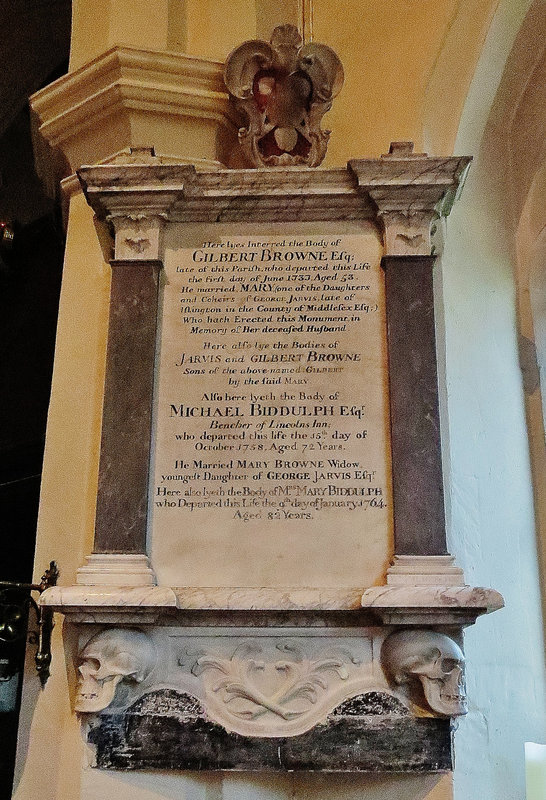 Here lyes Interred the Body of
GILBERT BROWNE Eſq;
late of this Pariſh, who departed this Life
the firſt day of June 1733. Aged 53.
He married MARY (one of the Daughters
and Coheirs of GEORGE JARVIS, late of
Iſlington in the County of Middleſex Eſq;)
Who hath Erected this Monument in
Memory of Her deceaſed Huſband
Here alſo lye the Bodies of
JARVIS and GILBERT BROWNE
Sons of the above named GILBERT
by the ſaid MARY
Alſo here lyeth the Body of
MICHAEL BIDDULPH Eſqr.
Bencher of Lincolns Inn;
who departed this life the 15th day of
October 1758, Aged 72 Years.
He Married MARY BROWNE Widow,
youngeſt Daughter of GEORGE JARVIS Eſqr
Here alſo lyeth the Body of Mrs MARY BIDDULPH
who Departed this Life the 9th day of January 1764.
Aged 82 Years.